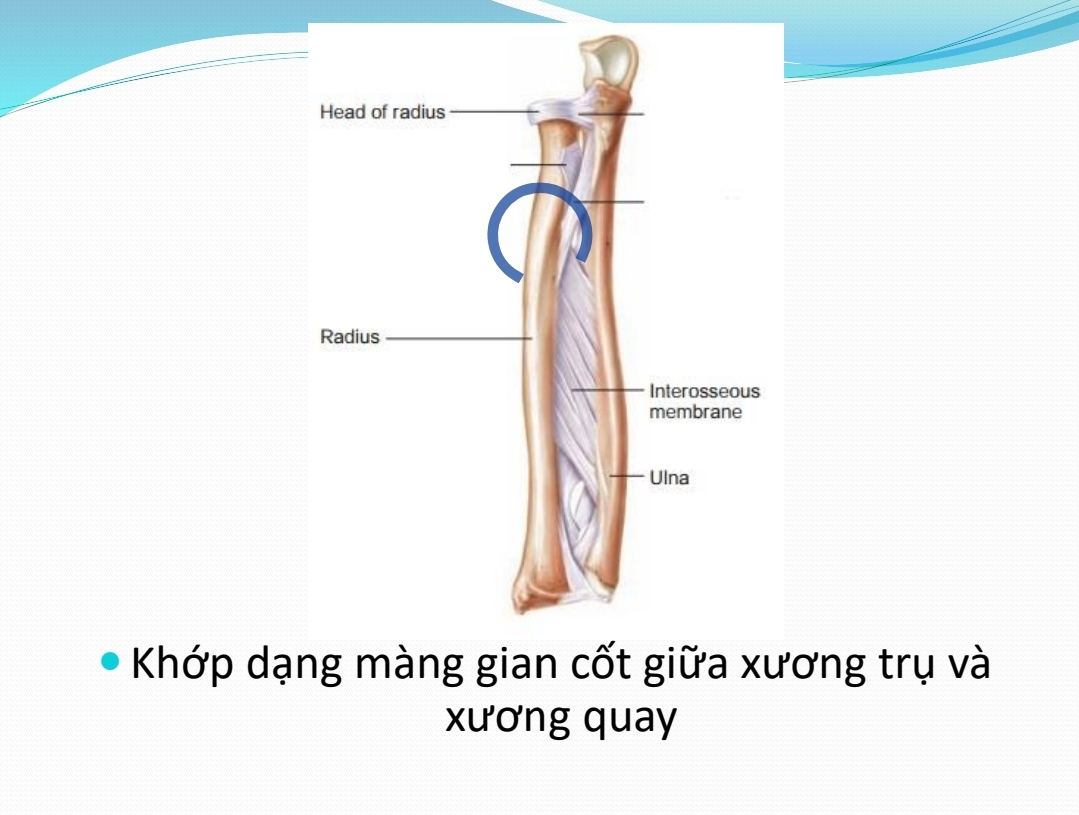 Head of radius
Radius
Interosseous
membrane
Ulna
• Khớp dạng màng gian cốt giữa xương trụ và
xương quay